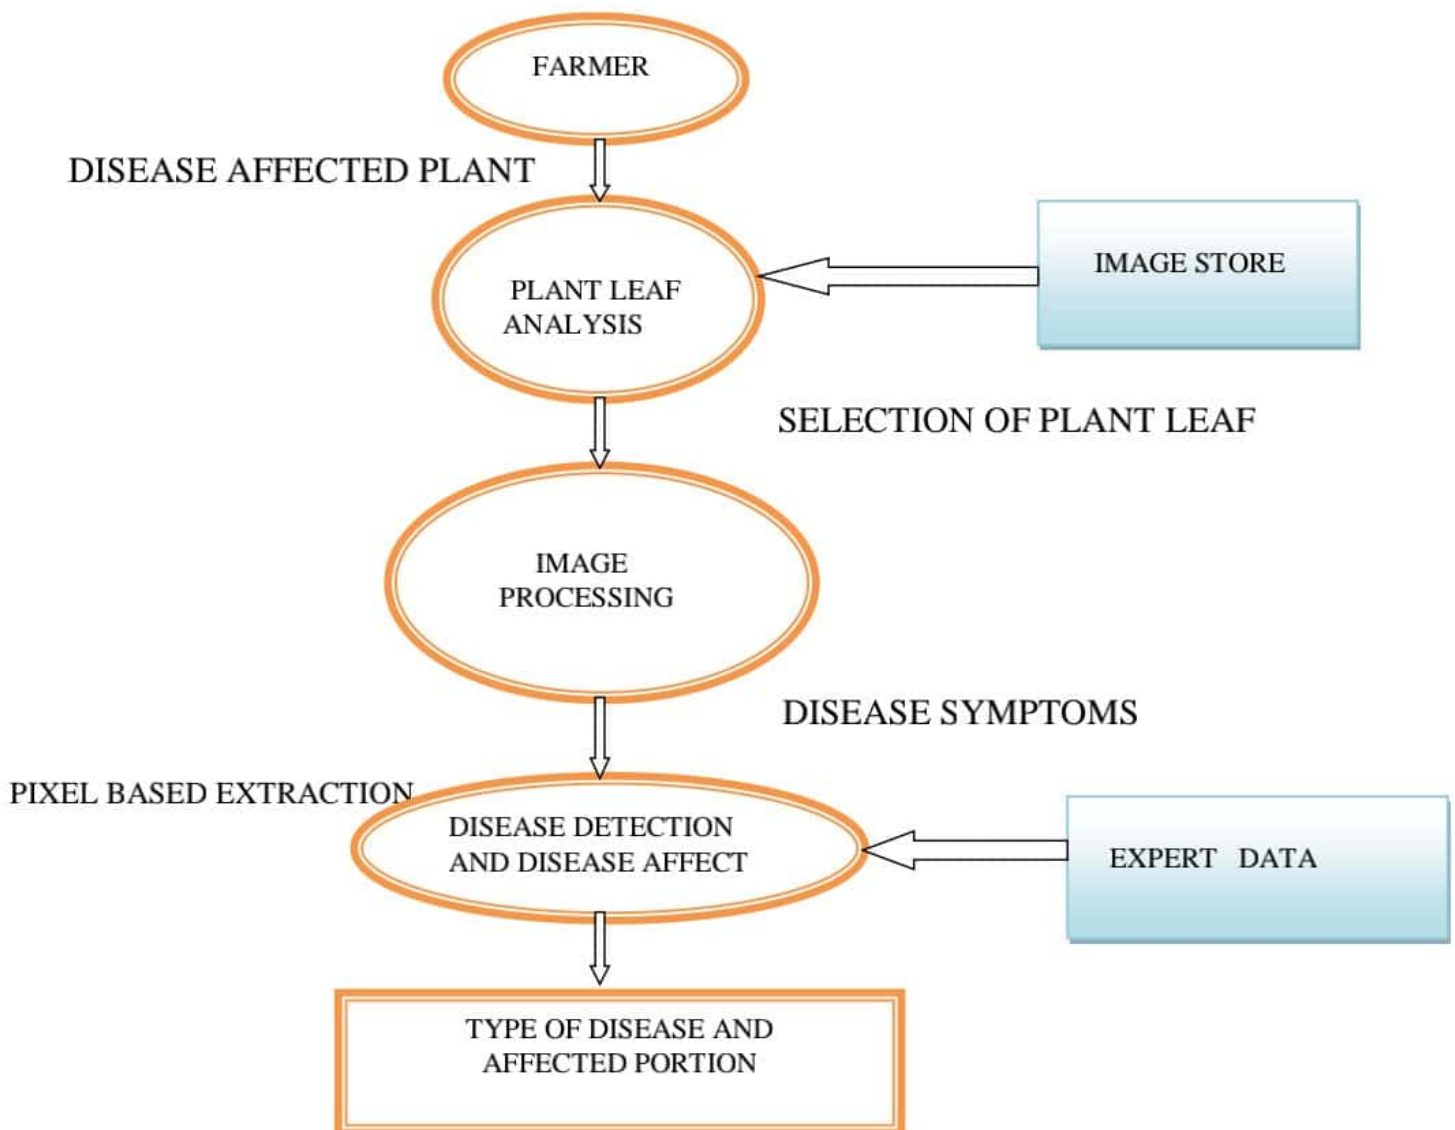 FARMER
DISEASE AFFECTED PLANT
IMAGE STORE
PLANT LEAF
ANALYSIS
SELECTION OF PLANT LEAF
IMAGE
PROCESSING
DISEASE SYMPTOMS
PIXEL BASED EXTRACTION
DISEASE DETECTION
AND DISEASE AFFECT
EXPERT DATA
TYPE OF DISEASE AND
AFFECTED PORTION